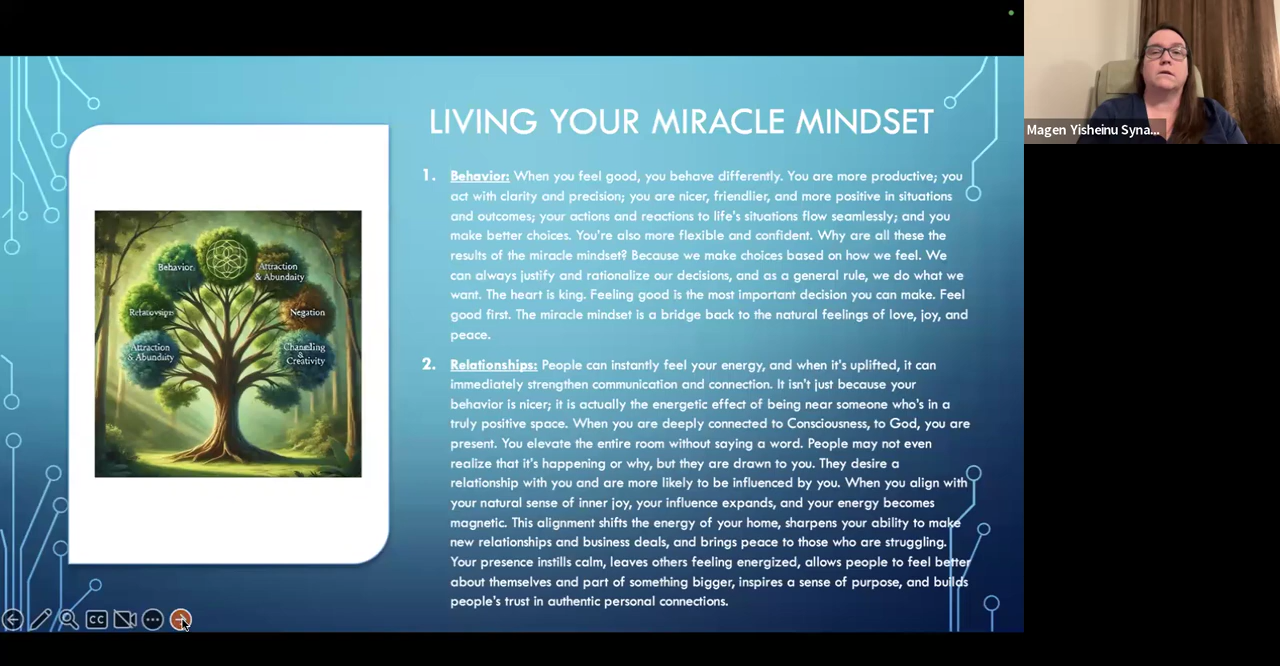 LIVING YOUR MIRACLE MINDSET
1. Behavior: When you feel good, you behave differently. You are more productive; you
act with clarity and precision; you are nicer, friendlier, and more positive in situations
and outcomes; your actions and reactions to life's situations flow seamlessly; and you
make better choices. You're also more flexible and confident. Why are all these the
results of the miracle mindset? Because we make choices based on how we feel. We
can always justify and rationalize our decisions, and as a general rule, we do what we
want. The heart is king. Feeling good is the most important decision you can make. Feel
good first. The miracle mindset is a bridge back to the natural feelings of love, joy, and
peace.
2. Relationships: People can instantly feel your energy, and when it's uplifted, it can
immediately strengthen communication and connection. It isn't just because your
behavior is nicer; it is actually the energetic effect of being near someone who's in a
truly positive space. When you are deeply connected to Consciousness, to God, you are
present. You elevate the entire room without saying a word. People may not even
realize that it's happening or why, but they are drawn to you. They desire a
relationship with you and are more likely to be influenced by you. When you align with
your natural sense of inner joy, your influence expands, and your energy becomes
magnetic. This alignment shifts the energy of your home, sharpens your ability to make
new relationships and business deals, and brings peace to those who are struggling.
Your presence instills calm, leaves others feeling energized, allows people to feel better
about themselves and part of something bigger, inspires a sense of purpose, and builds
people's trust in authentic personal connections.
Behavior
Attraction
& Abundaity
Negation
Attraction
& Abundaity
Creativity
CC
Magen Yisheinu Syna...